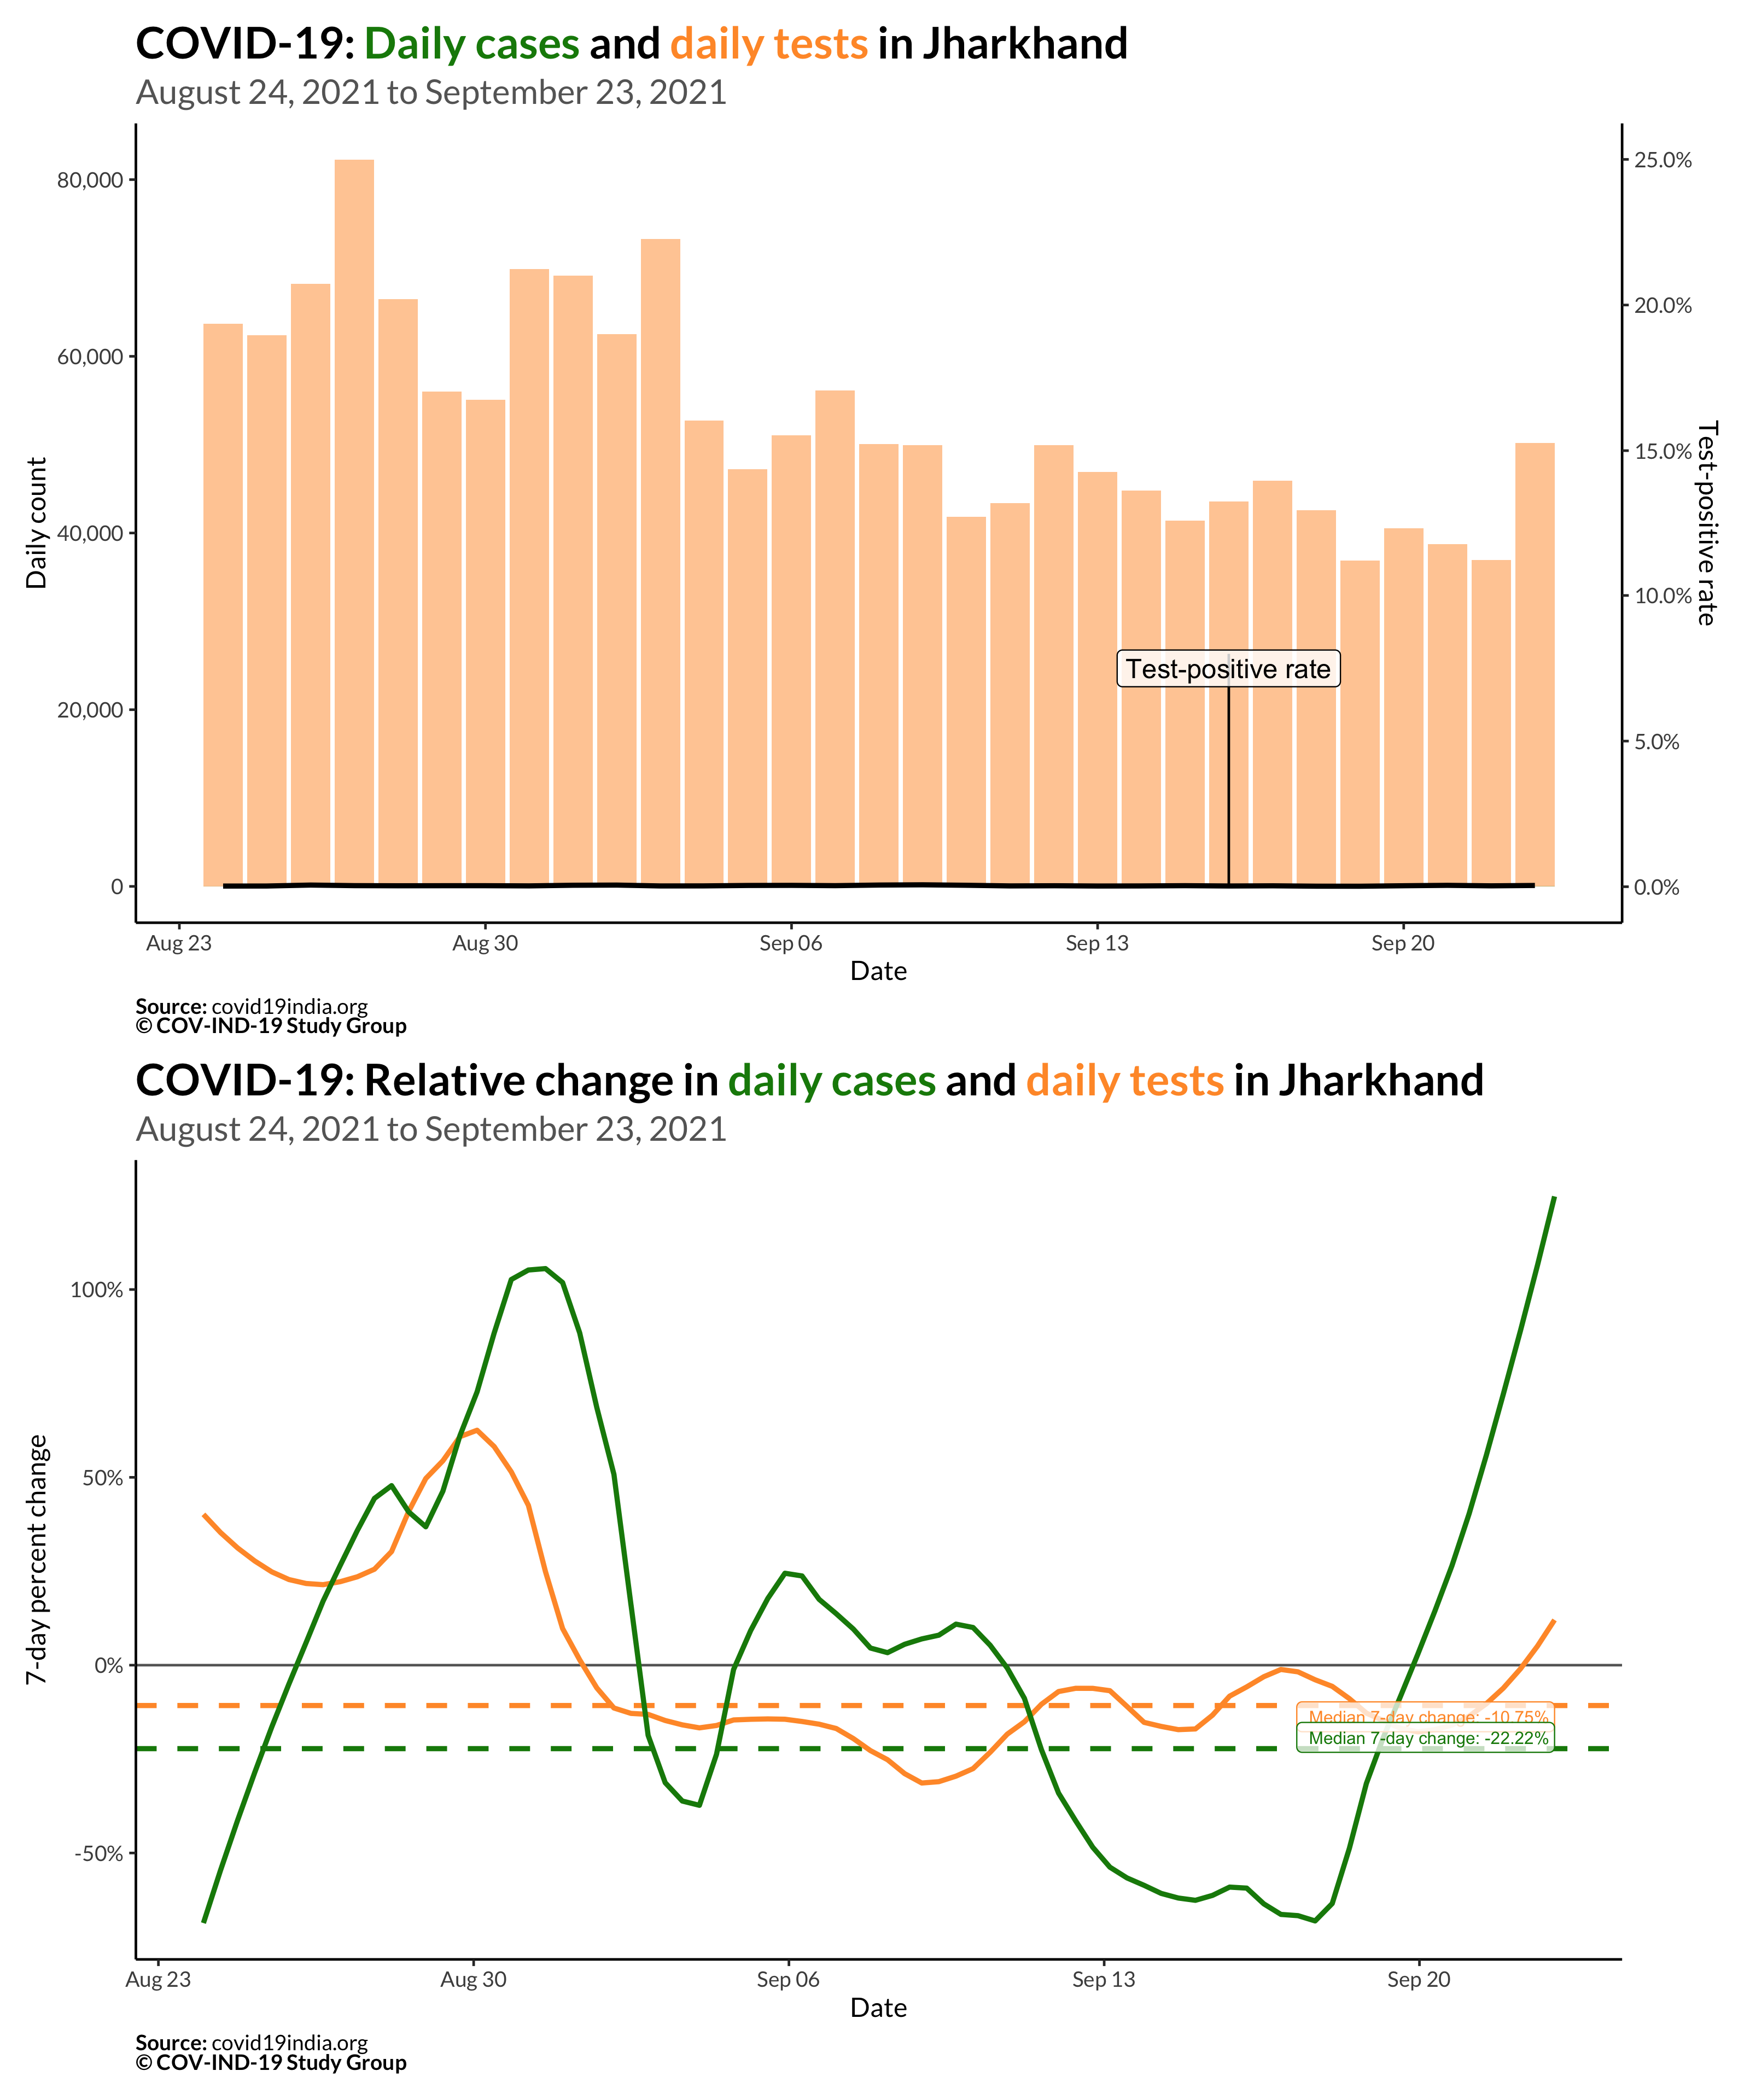 COVID-19: Daily cases and daily tests in Jharkhand
August 24, 2021 to September 23, 2021
80,000
60,000
40,000
20,000
0
Daily count
25.0%
20.0%
15.0%
10.0%
5.0%
0.0%
Test-positive rate
Test-positive rate
Aug 23
Aug 30
Sep 06
Sep 13
Sep 20
Date
Source: covid19india.org
© COV-IND-19 Study Group
COVID-19: Relative change in daily cases and daily tests in Jharkhand
August 24, 2021 to September 23, 2021
100%
50%
0%
-50%
7-day percent change
Median 7-day change: -10.75%
Median 7-day change: -22.22%
Aug 23
Aug 30
Sep 06
Sep 13
Sep 20
Date
Source: covid19india.org
© COV-IND-19 Study Group